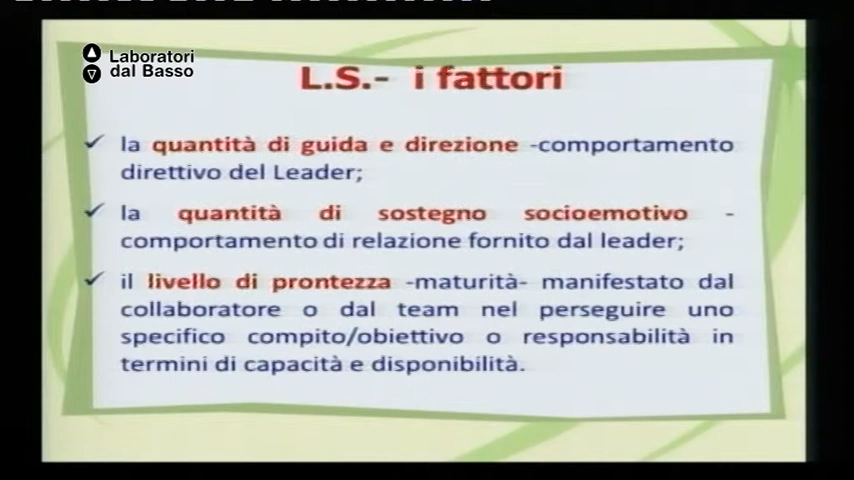 Laboratori
dal Basso
L.S.- i fattori
✓ la quantità di guida e direzione -comportamento
direttivo del Leader;
✓ la quantità di sostegno socioemotivo -
comportamento di relazione fornito dal leader;
✓ il livello di prontezza -maturità- manifestato dal
collaboratore o dal team nel perseguire uno
specifico compito/obiettivo o responsabilità in
termini di capacità e disponibilità.